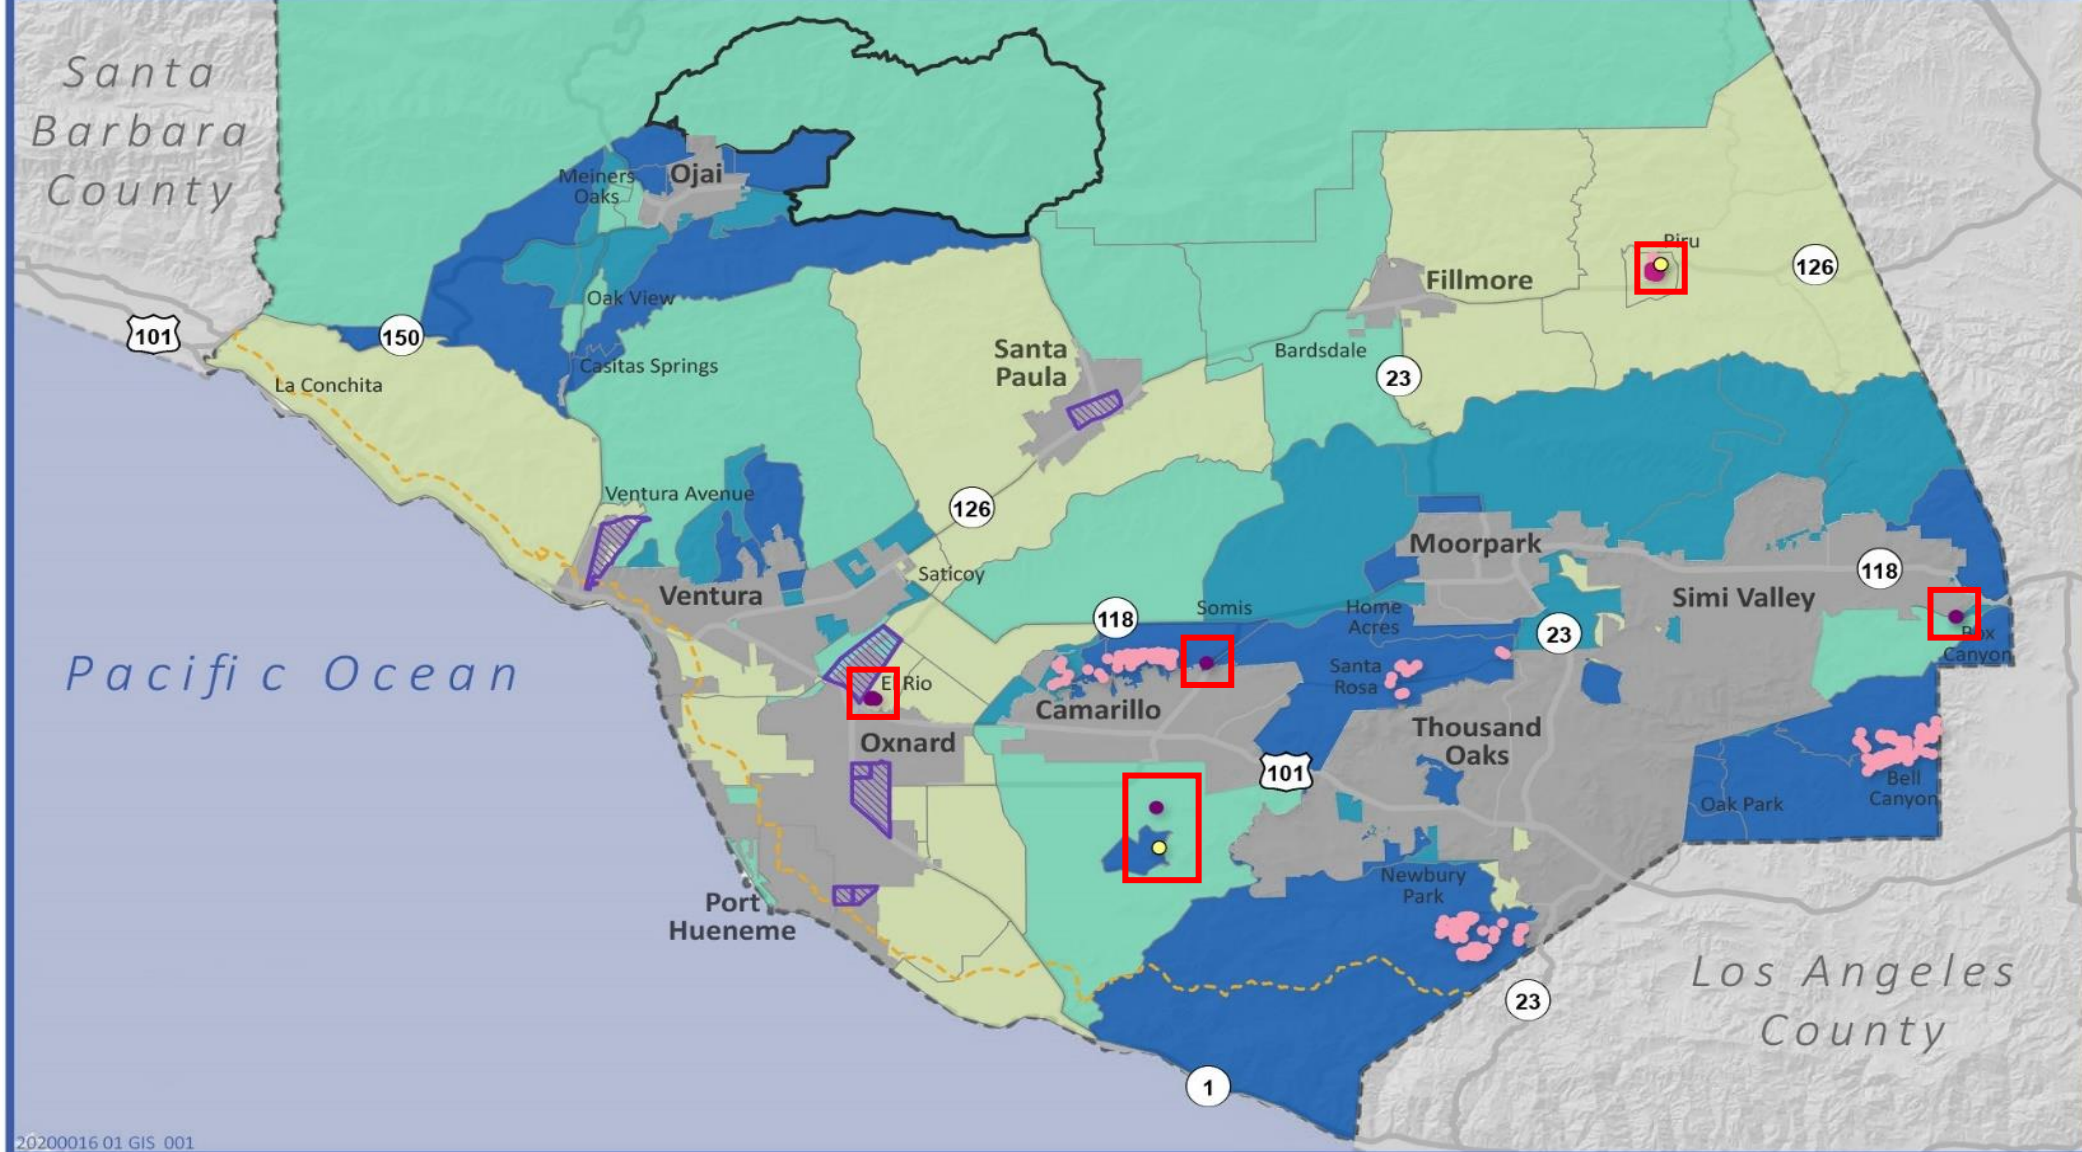 Santa
Barbara
County
Meiners
Oaks
Ojai
Piru
126
Fillmore
Oak View
101
150
Santa
Paula
Bardsdale
Casitas Springs
23
La Conchita
Ventura Avenue
126
Moorpark
Saticoy
118
Ventura
Simi Valley
118
Somis
Home
Acres
23
Box
Canyon
Pacific Ocean
El Rio
Santa
Rosa
Camarillo
Thousand
Oaks
Oxnard
101
Bell
Canyon
Oak Park
Newbury
Park
Port
Hueneme
Los Angeles
County
23
1
20200016 01 GIS 001